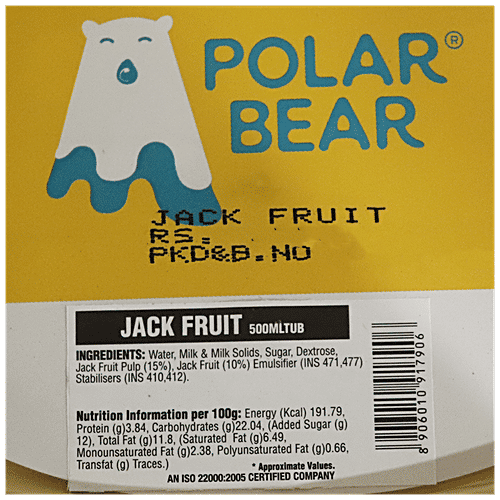 POLAR®
BEAR
JACK FRUIT
RS.
PKD&B.NO
JACK FRUIT 500MLTUB
INGREDIENTS: Water, Milk & Milk Solids, Sugar, Dextrose,
Jack Fruit Pulp (15%), Jack Fruit (10%) Emulsifier (INS 471,477)
Stabilisers (INS 410,412).
Nutrition Information per 100g: Energy (Kcal) 191.79,
Protein (g)3.84, Carbohydrates (g)22.04, (Added Sugar (g)
12), Total Fat (g)11.8, (Saturated Fat (g)6.49,
Monounsaturated Fat (g)2.38, Polyunsaturated Fat (g)0.66,
Transfat (g) Traces.)
* Approximate Values.
AN ISO 22000:2005 CERTIFIED COMPANY
8 906010 917906